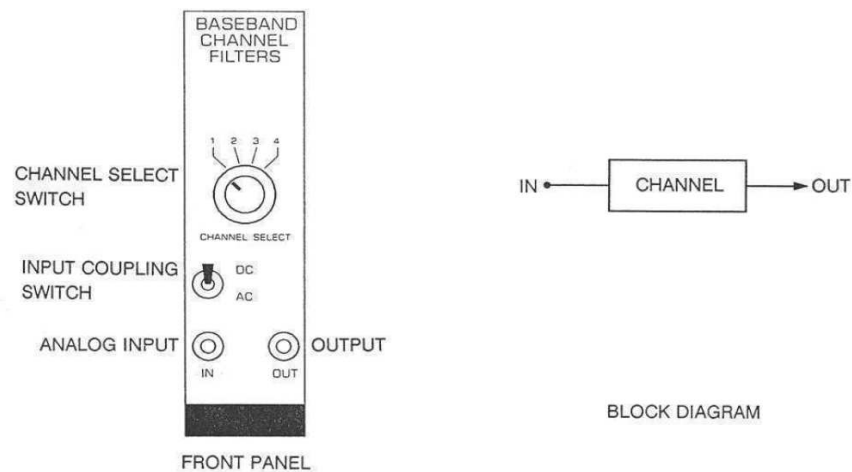 BASEBAND
CHANNEL
FILTERS
1 2 3 4
CHANNEL SELECT
SWITCH
CHANNEL SELECT
INPUT COUPLING
SWITCH
DC
AC
ANALOG INPUT
OUTPUT
IN
OUT
FRONT PANEL
IN
CHANNEL
OUT
BLOCK DIAGRAM